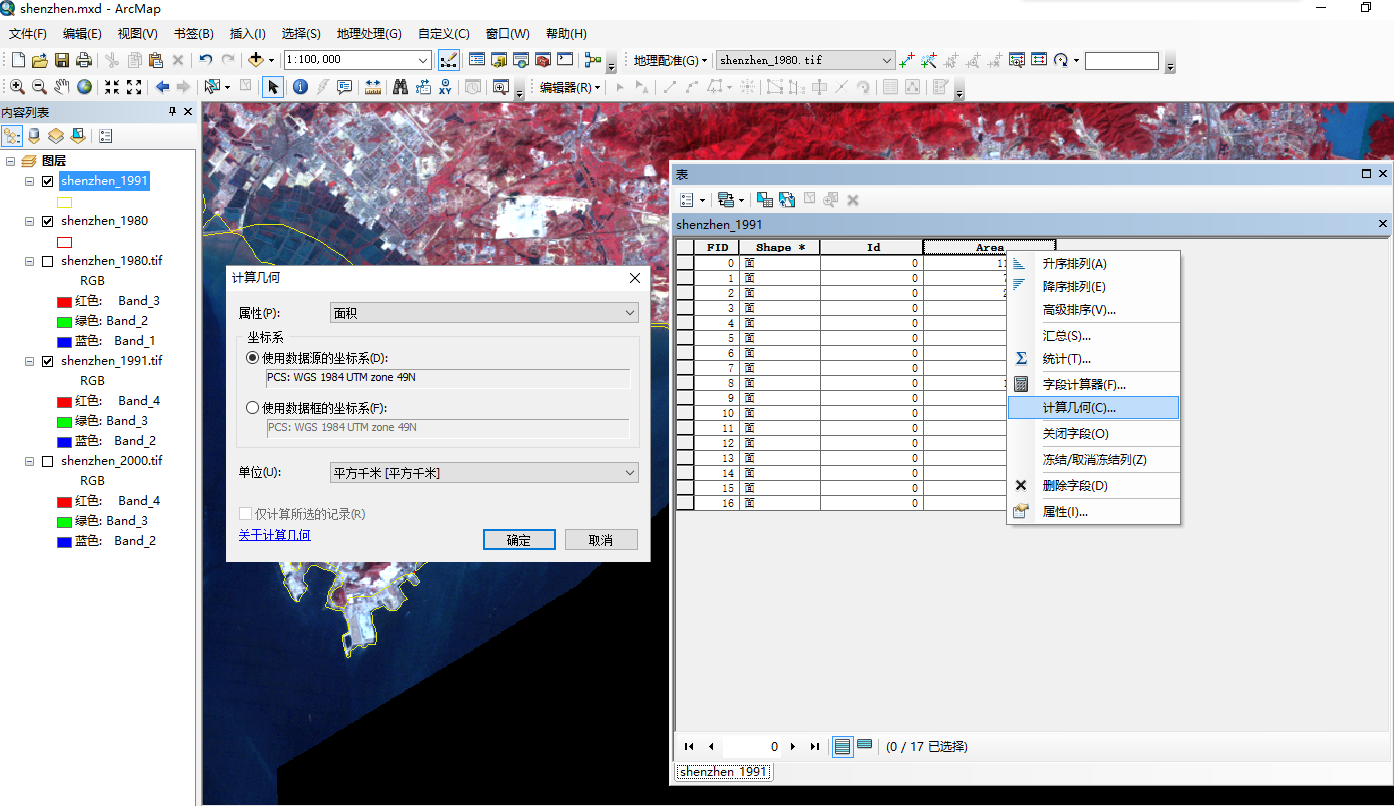 shenzhen.mxd - ArcMap
文件(F) 编辑(E) 视图(V) 书签(B) 插入(I) 选择(S) 地理处理(G) 自定义(C) 窗口(W) 帮助(H)
1:100,000 地理配准(G) shenzhen_1980.tif
编辑器(R)
内容列表
图层
shenzhen_1991
shenzhen_1980
shenzhen_1980.tif
RGB
红色: Band_3
绿色: Band_2
蓝色: Band_1
shenzhen_1991.tif
RGB
红色: Band_4
绿色: Band_3
蓝色: Band_2
shenzhen_2000.tif
RGB
红色: Band_4
绿色: Band_3
蓝色: Band_2
计算几何
属性(P): 面积
坐标系
使用数据源的坐标系(D):
PCS: WGS 1984 UTM zone 49N
使用数据框的坐标系(F):
PCS: WGS 1984 UTM zone 49N
单位(U): 平方千米 [平方千米]
仅计算所选的记录(R)
关于计算几何
确定 取消
表
shenzhen_1991
FID Shape * Id Area
0 面 0 11
1 面 0
2 面 0
3 面 0
4 面 0
5 面 0
6 面 0
7 面 0
8 面 0
9 面 0
10 面 0
11 面 0
12 面 0
13 面 0
14 面 0
15 面 0
16 面 0
升序排列(A)
降序排列(E)
高级排序(V)...
汇总(S)...
统计(T)...
字段计算器(F)...
计算几何(C)...
关闭字段(O)
冻结/取消冻结列(Z)
删除字段(D)
属性(I)...
0 (0 / 17 已选择)
shenzhen_1991